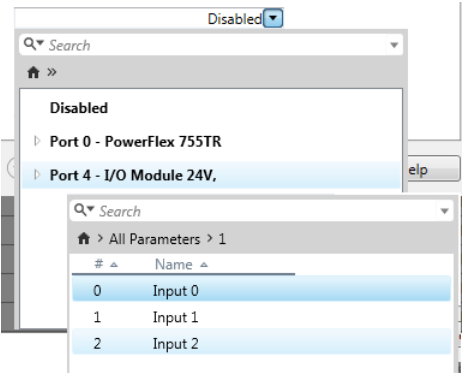 Disabled
Search
»
Disabled
Port 0 - PowerFlex 755TR
Port 4 - I/O Module 24V,
elp
Search
> All Parameters > 1
# Name
0 Input 0
1 Input 1
2 Input 2